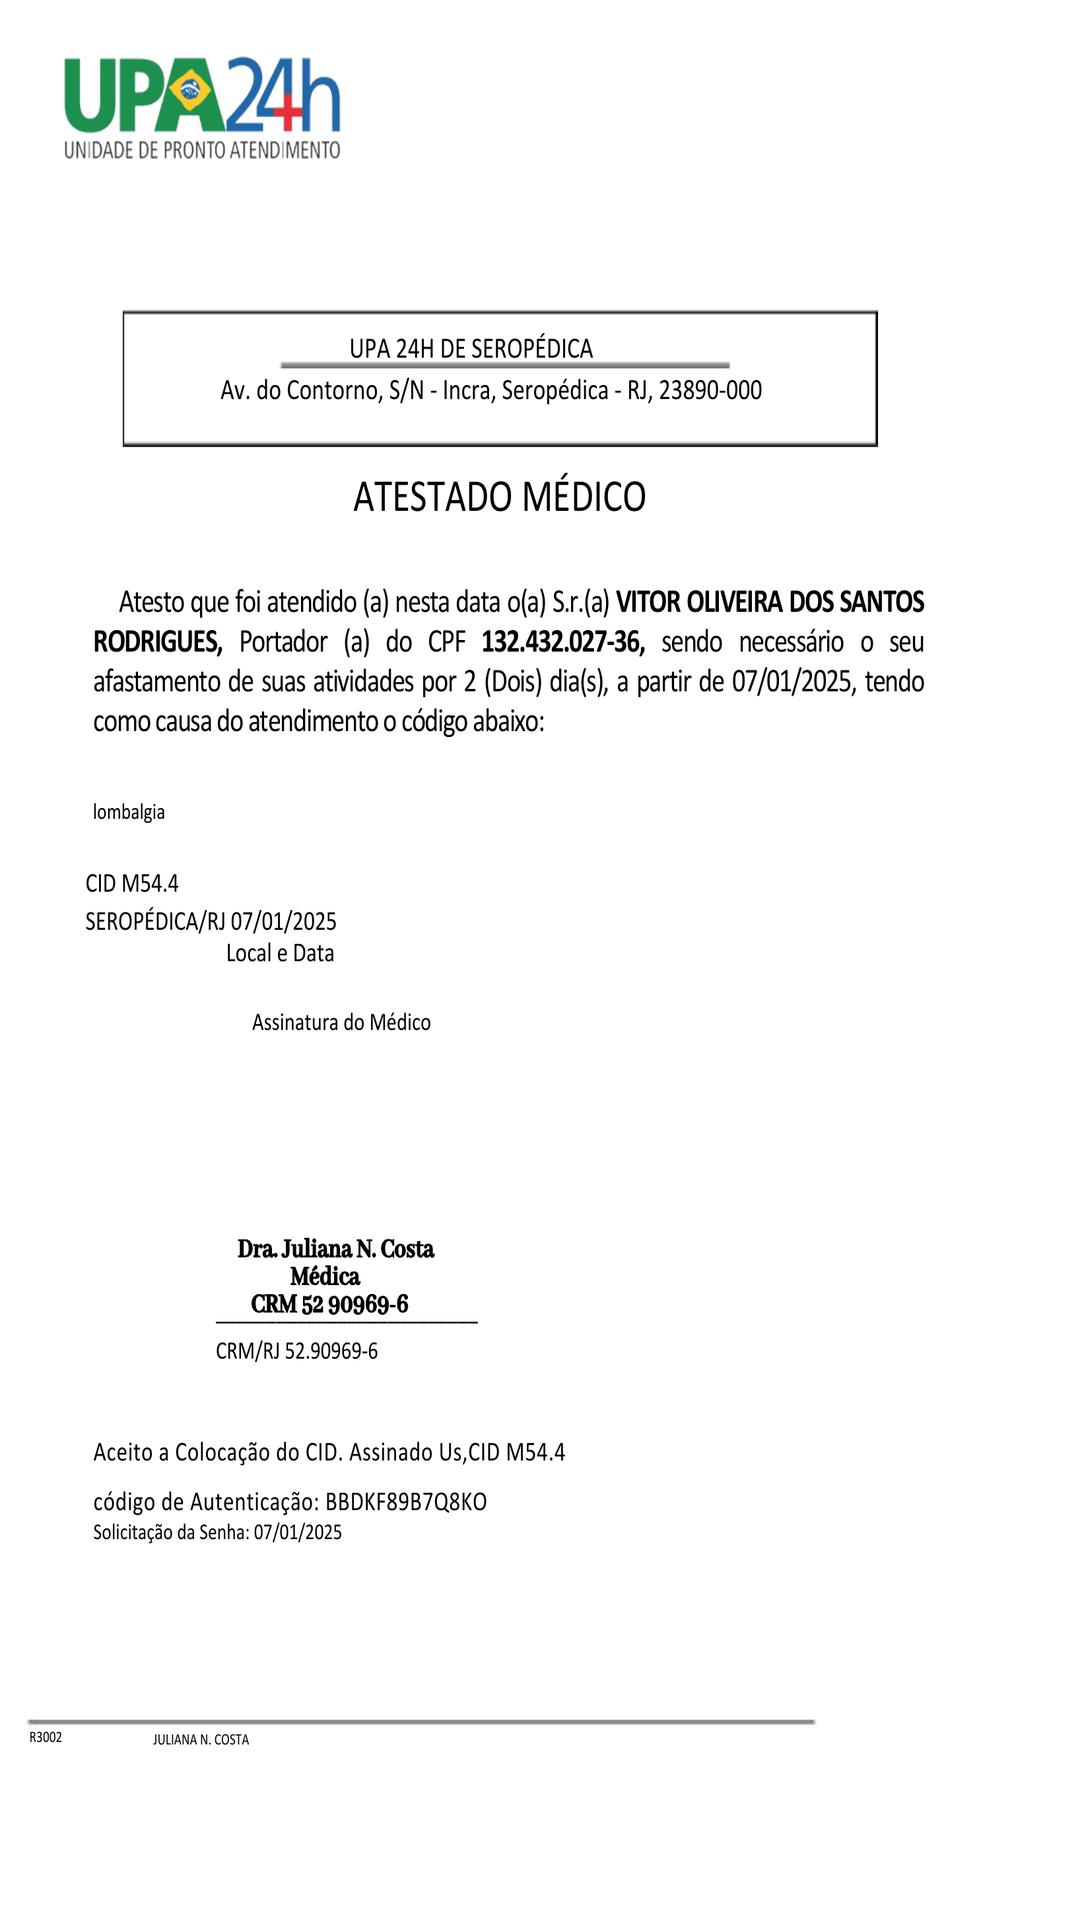 UPA24h
UNIDADE DE PRONTO ATENDIMENTO
UPA 24H DE SEROPÉDICA
Av. do Contorno, S/N - Incra, Seropédica - RJ, 23890-000
ATESTADO MÉDICO
Atesto que foi atendido (a) nesta data o(a) S.r.(a) VITOR OLIVEIRA DOS SANTOS
RODRIGUES, Portador (a) do CPF 132.432.027-36, sendo necessário o seu
afastamento de suas atividades por 2 (Dois) dia(s), a partir de 07/01/2025, tendo
como causa do atendimento o código abaixo:
lombalgia
CID M54.4
SEROPÉDICA/RJ 07/01/2025
Local e Data
Assinatura do Médico
Dra. Juliana N. Costa
Médica
CRM 52 90969-6
CRM/RJ 52.90969-6
Aceito a Colocação do CID. Assinado Us,CID M54.4
código de Autenticação: BBDKF89B7Q8KO
Solicitação da Senha: 07/01/2025
R3002 JULIANA N. COSTA